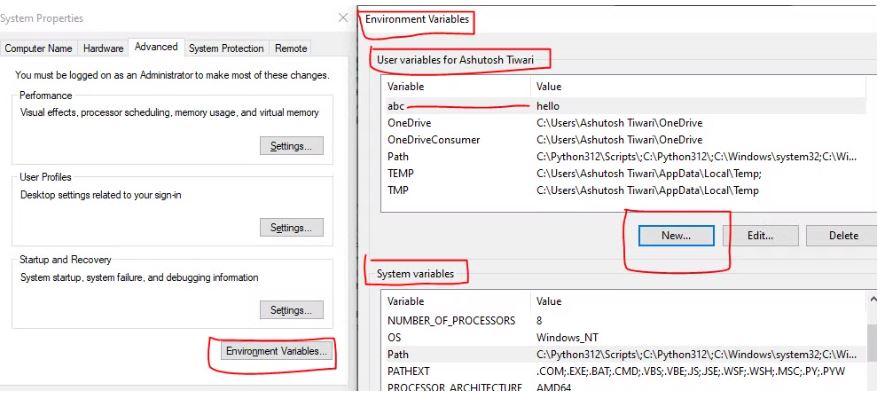 System Properties
Computer Name Hardware Advanced System Protection Remote
You must be logged on as an Administrator to make most of these changes.
Performance
Visual effects, processor scheduling, memory usage, and virtual memory
Settings...
User Profiles
Desktop settings related to your sign-in
Settings...
Startup and Recovery
System startup, system failure, and debugging information
Settings...
Environment Variables...
Environment Variables
User variables for Ashutosh Tiwari
Variable Value
abc hello
OneDrive C:\Users\Ashutosh Tiwari\OneDrive
OneDriveConsumer C:\Users\Ashutosh Tiwari\OneDrive
Path C:\Python312\Scripts\;C:\Python312\;C:\Windows\system32;C:\Wi...
TEMP C:\Users\Ashutosh Tiwari\AppData\Local\Temp;
TMP C:\Users\Ashutosh Tiwari\AppData\Local\Temp
New... Edit... Delete
System variables
Variable Value
NUMBER_OF_PROCESSORS 8
OS Windows_NT
Path C:\Python312\Scripts\;C:\Python312\;C:\Windows\system32;C:\Wi...
PATHEXT .COM;.EXE;.BAT;.CMD;.VBS;.VBE;.JS;.JSE;.WSF;.WSH;.MSC;.PY;.PYW
PROCESSOR_ARCHITECTURE AMD64